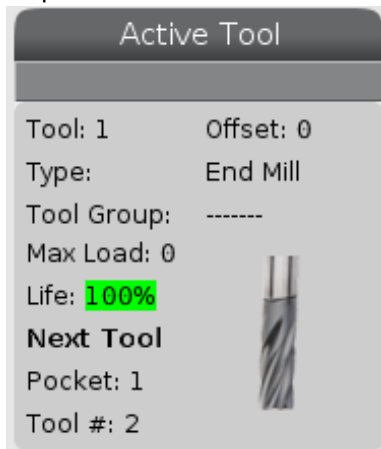 Active Tool
Tool: 1 Offset: 0
Type: End Mill
Tool Group: -------
Max Load: 0
Life: 100%
Next Tool
Pocket: 1
Tool #: 2